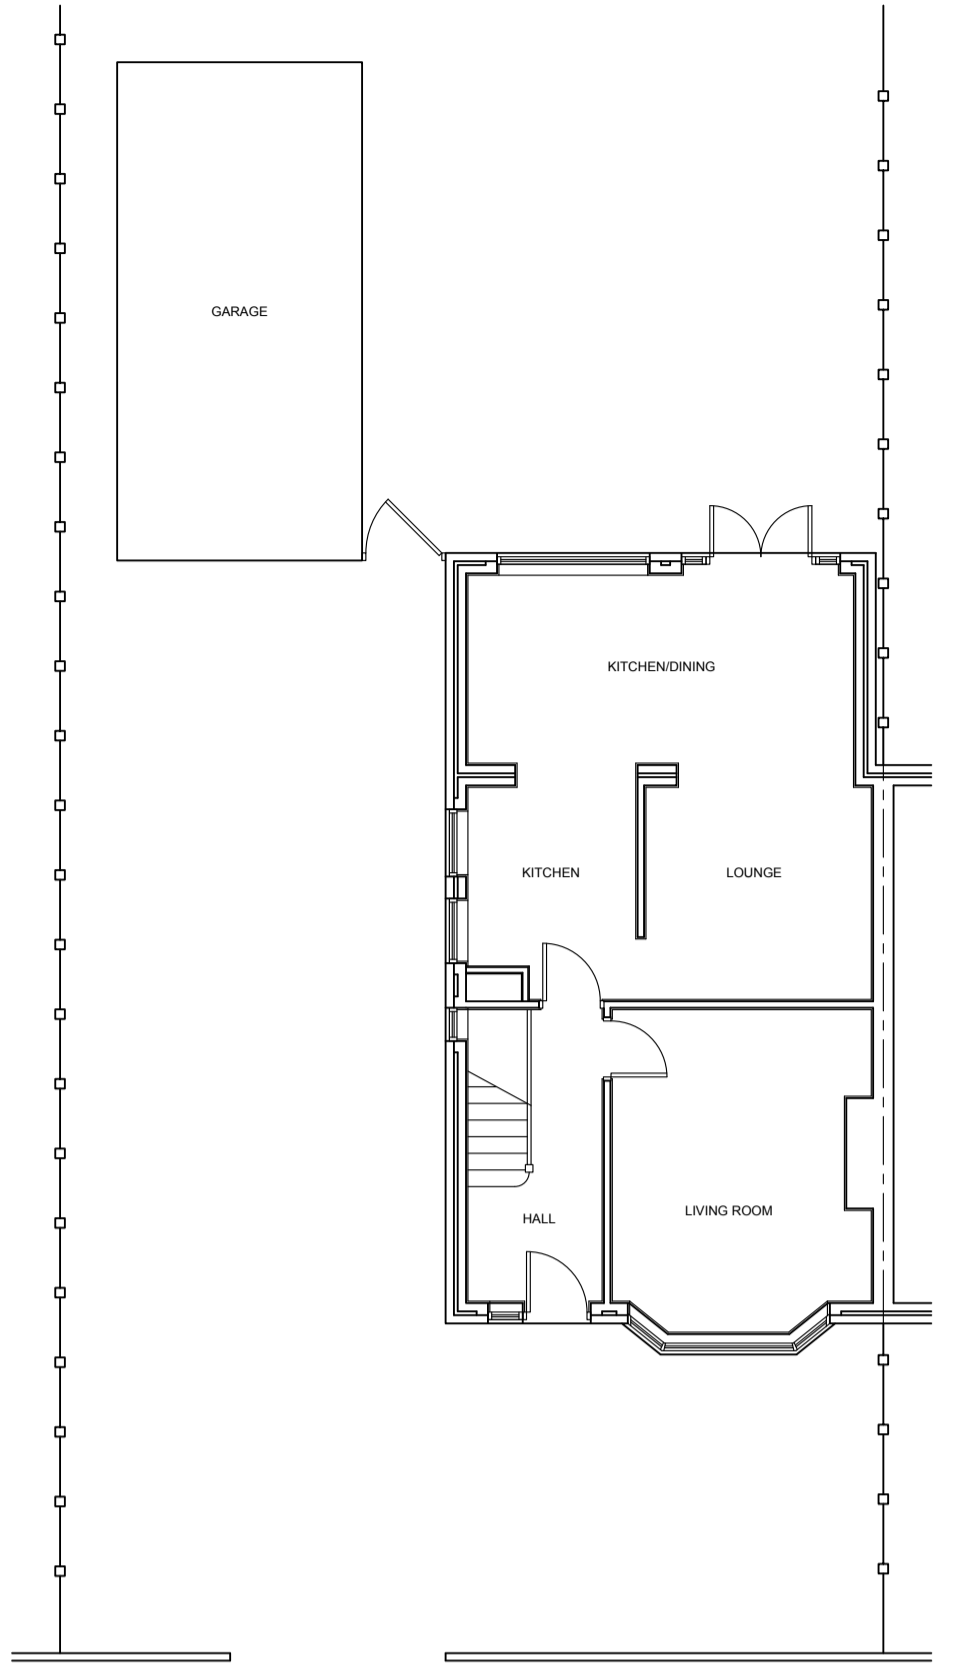 GARAGE
KITCHEN/DINING
KITCHEN
LOUNGE
LIVING ROOM
HALL